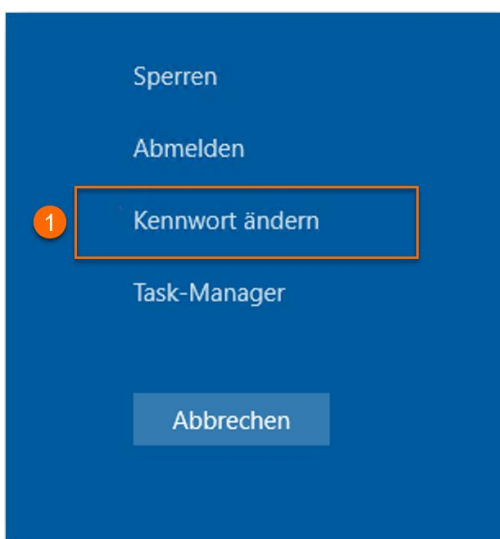 Sperren
Abmelden
1 Kennwort ändern
Task-Manager
Abbrechen